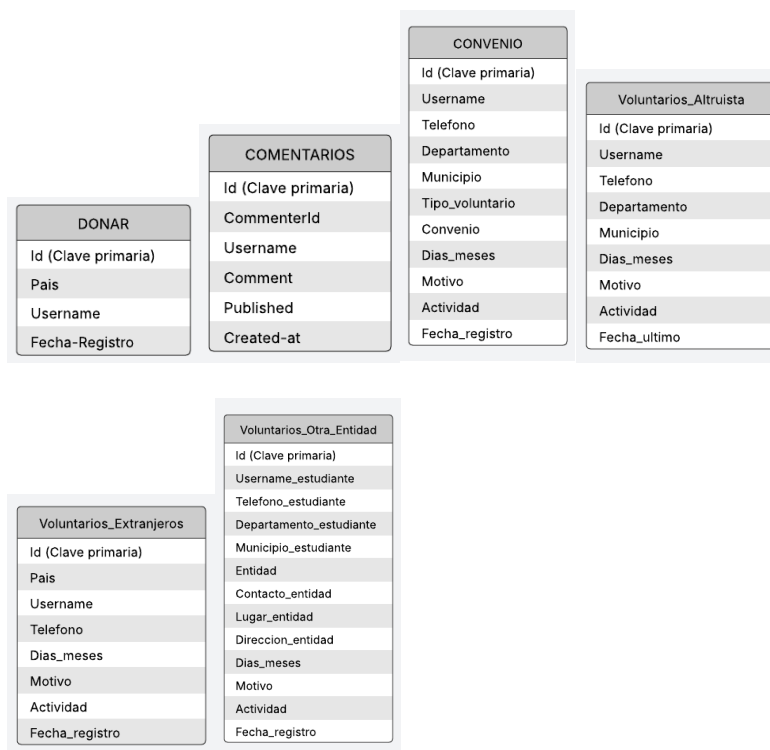 DONAR
Id (Clave primaria)
Pais
Username
Fecha-Registro
COMENTARIOS
Id (Clave primaria)
CommenterId
Username
Comment
Published
Created-at
CONVENIO
Id (Clave primaria)
Username
Telefono
Departamento
Municipio
Tipo_voluntario
Convenio
Dias_meses
Motivo
Actividad
Fecha_registro
Voluntarios_Altruista
Id (Clave primaria)
Username
Telefono
Departamento
Municipio
Dias_meses
Motivo
Actividad
Fecha_ultimo
Voluntarios_Extranjeros
Id (Clave primaria)
Pais
Username
Telefono
Dias_meses
Motivo
Actividad
Fecha_registro
Voluntarios_Otra_Entidad
Id (Clave primaria)
Username_estudiante
Telefono_estudiante
Departamento_estudiante
Municipio_estudiante
Entidad
Contacto_entidad
Lugar_entidad
Direccion_entidad
Dias_meses
Motivo
Actividad
Fecha_registro